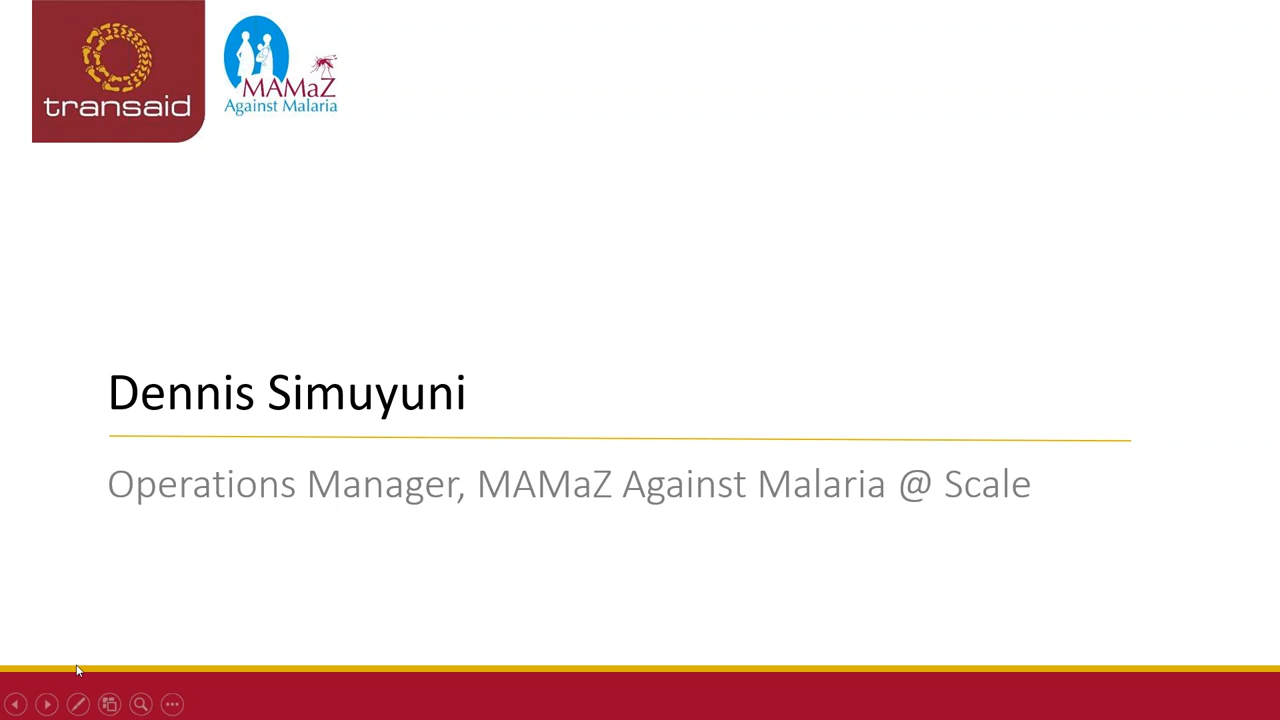 transaid
MAMaZ
Against Malaria
Dennis Simuyuni
Operations Manager, MAMaZ Against Malaria @ Scale